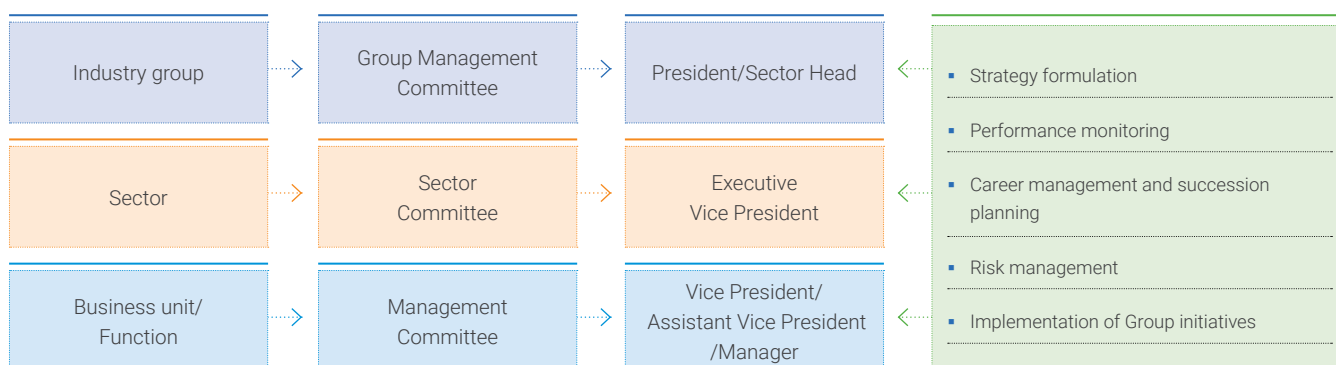 Industry group
Group Management
Committee
President/Sector Head
Sector
Sector
Committee
Executive
Vice President
Business unit/
Function
Management
Committee
Vice President/
Assistant Vice President
/Manager
▪ Strategy formulation
▪ Performance monitoring
▪ Career management and succession
planning
▪ Risk management
▪ Implementation of Group initiatives